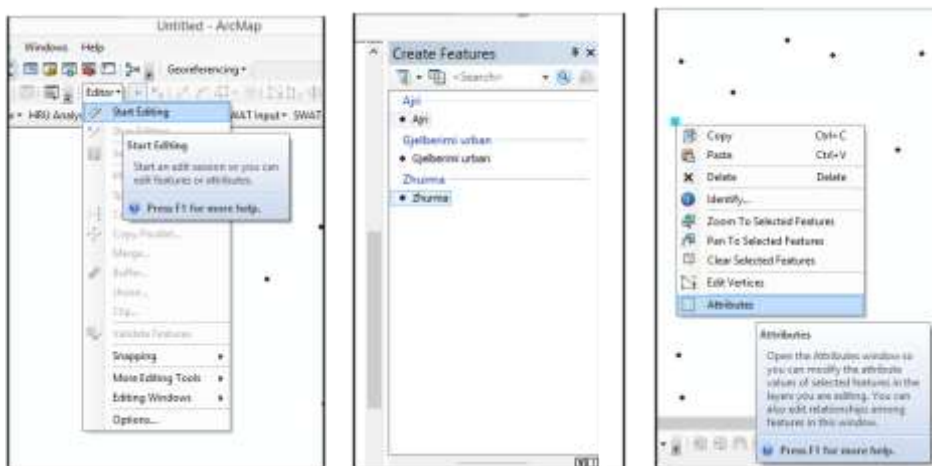 Untitled - ArcMap
Windows Help
Georeferencing
Editor
HRU Analy
WAT Input SWAT
Start Editing
Start Editing
Start an edit session so you can
edit features or attributes.
Press F1 for more help.
Copy Parallel...
Merge...
Buffer...
Clip...
Validate Features
Snapping
More Editing Tools
Editing Windows
Options...
Create Features
<Search>
Ajri
Ajri
Gjelberimi urban
Gjelberimi urban
Zhurma
Zhurma
Copy Ctrl+C
Paste Ctrl+V
Delete Delete
Identify...
Zoom To Selected Features
Pan To Selected Features
Clear Selected Features
Edit Vertices
Attributes
Attributes
Open the Attributes window so
you can modify the attribute
values of selected features in the
layers you are editing. You can
also edit relationships among
features in this window.
Press F1 for more help.